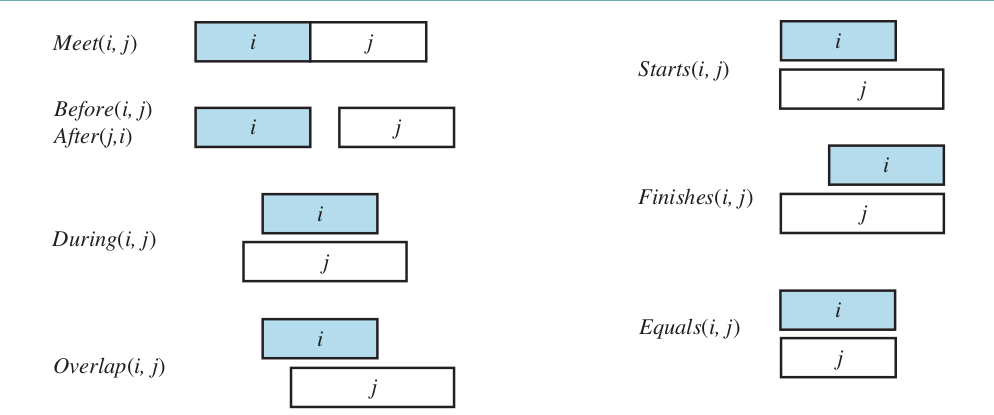 Meet(i, j)
i
j
Before(i, j)
After(j,i)
i
j
During(i, j)
i
j
Overlap(i, j)
i
j
Starts(i, j)
i
j
Finishes(i, j)
i
j
Equals(i, j)
i
j